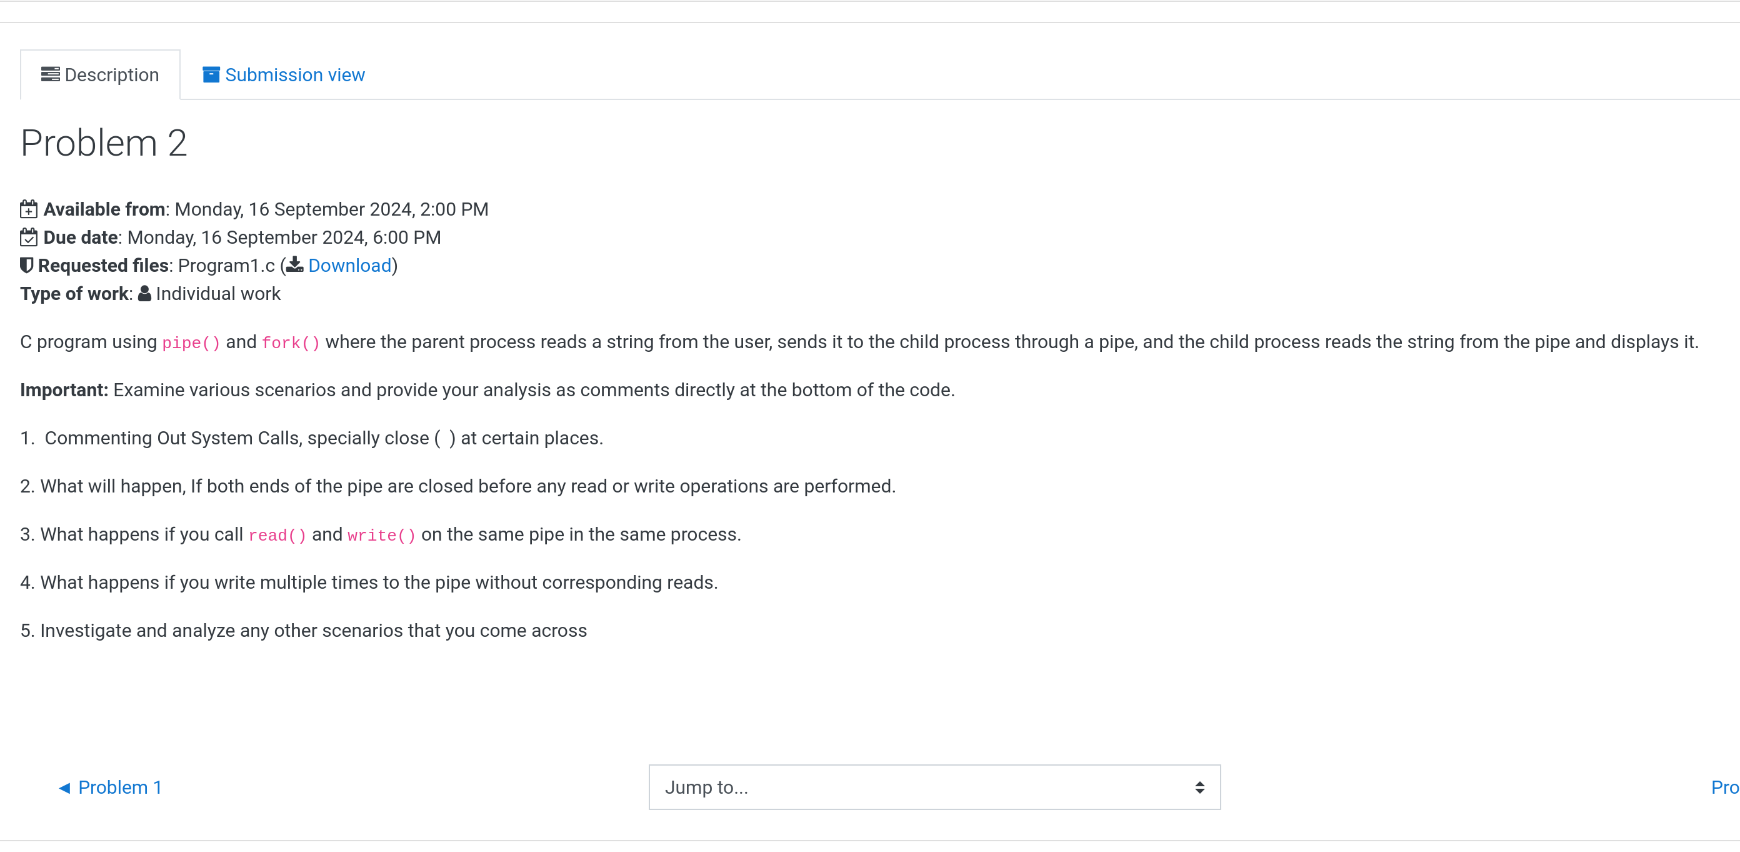 Description
Submission view
Problem 2
Available from: Monday, 16 September 2024, 2:00 PM
Due date: Monday, 16 September 2024, 6:00 PM
Requested files: Program1.c (Download)
Type of work: Individual work
C program using pipe() and fork() where the parent process reads a string from the user, sends it to the child process through a pipe, and the child process reads the string from the pipe and displays it.
Important: Examine various scenarios and provide your analysis as comments directly at the bottom of the code.
1. Commenting Out System Calls, specially close ( ) at certain places.
2. What will happen, If both ends of the pipe are closed before any read or write operations are performed.
3. What happens if you call read() and write() on the same pipe in the same process.
4. What happens if you write multiple times to the pipe without corresponding reads.
5. Investigate and analyze any other scenarios that you come across
◄ Problem 1
Jump to...
Pro